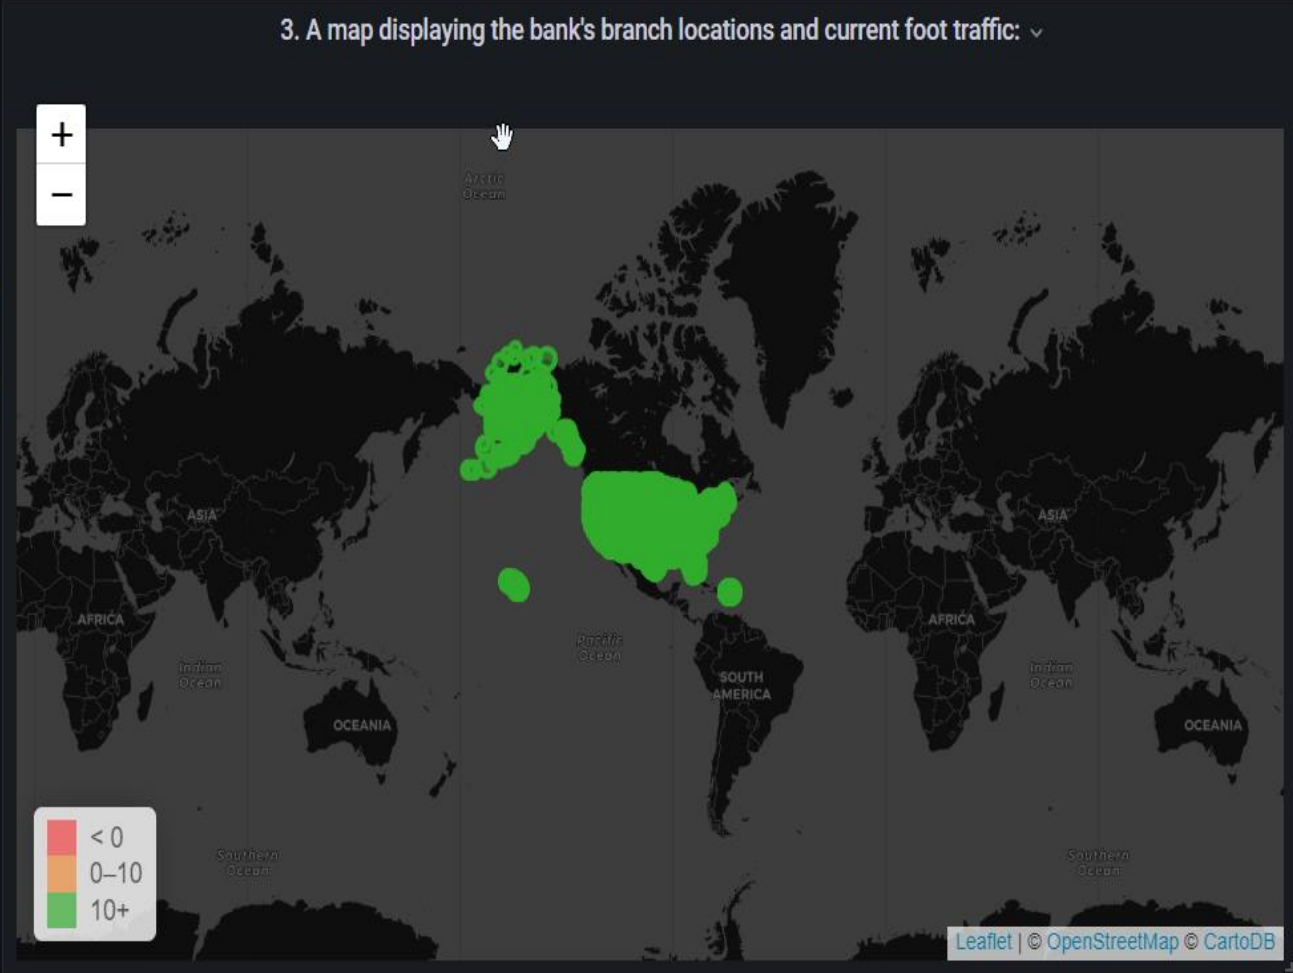 3. A map displaying the bank's branch locations and current foot traffic:
+
−
Arctic
Ocean
ASIA
ASIA
AFRICA
AFRICA
Pacific
Ocean
Indian
Ocean
Indian
Ocean
SOUTH
AMERICA
OCEANIA
OCEANIA
< 0
0–10
10+
Southern
Ocean
Southern
Ocean
Leaflet | © OpenStreetMap © CartoDB